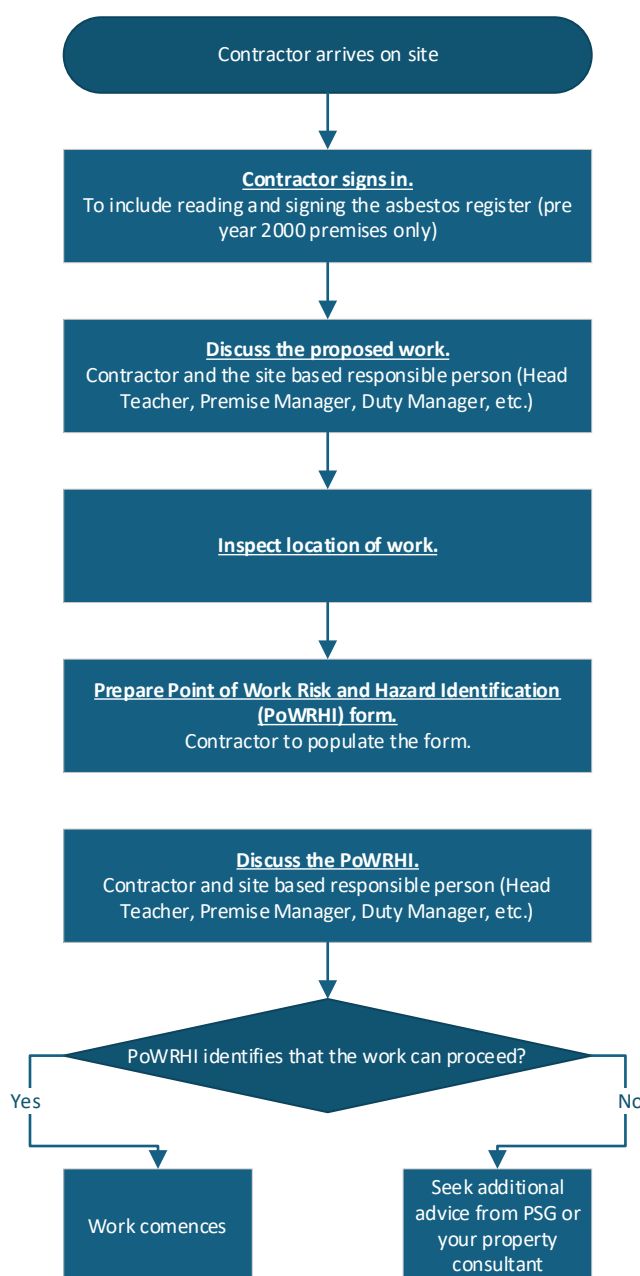 Contractor arrives on site
Contractor signs in.
To include reading and signing the asbestos register (pre
year 2000 premises only)
Discuss the proposed work.
Contractor and the site based responsible person (Head
Teacher, Premise Manager, Duty Manager, etc.)
Inspect location of work.
Prepare Point of Work Risk and Hazard Identification
(PoWRHI) form.
Contractor to populate the form.
Discuss the PoWRHI.
Contractor and site based responsible person (Head
Teacher, Premise Manager, Duty Manager, etc.)
PoWRHI identifies that the work can proceed?
Yes
No
Work comences
Seek additional
advice from PSG or
your property
consultant